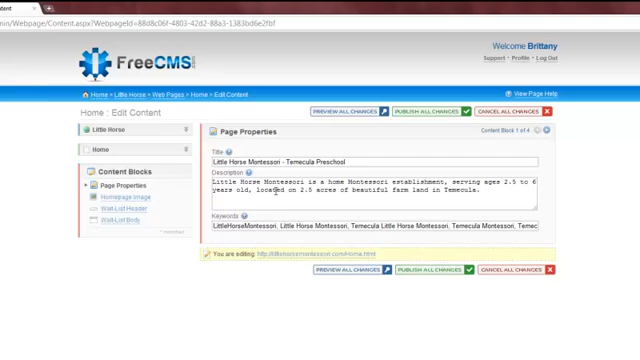 ontent
dmin/Webpage/Content.aspx?WebpageId=88d8c06f-4803-42d2-88a3-1383bd6e2fbf
FreeCMS
Welcome Brittany
Support • Profile • Log Out
Home > Little Horse > Web Pages > Home > Edit Content
View Page Help
Home : Edit Content
PREVIEW ALL CHANGES
PUBLISH ALL CHANGES
CANCEL ALL CHANGES
Little Horse
Home
Content Blocks
Page Properties
Homepage Image
Wait-List Header
Wait-List Body
Page Properties
Content Block 1 of 4
Title
Little Horse Montessori - Temecula Preschool
Description
Little Horse Montessori is a home Montessori establishment, serving ages 2.5 to 6
years old, located on 2.5 acres of beautiful farm land in Temecula.
Keywords
LittleHorseMontessori, Little Horse Montessori, Temecula Little Horse Montessori, Temecula Montessori, Temec
You are editing: http://littlehorsemontessori.com/Home.html
PREVIEW ALL CHANGES
PUBLISH ALL CHANGES
CANCEL ALL CHANGES